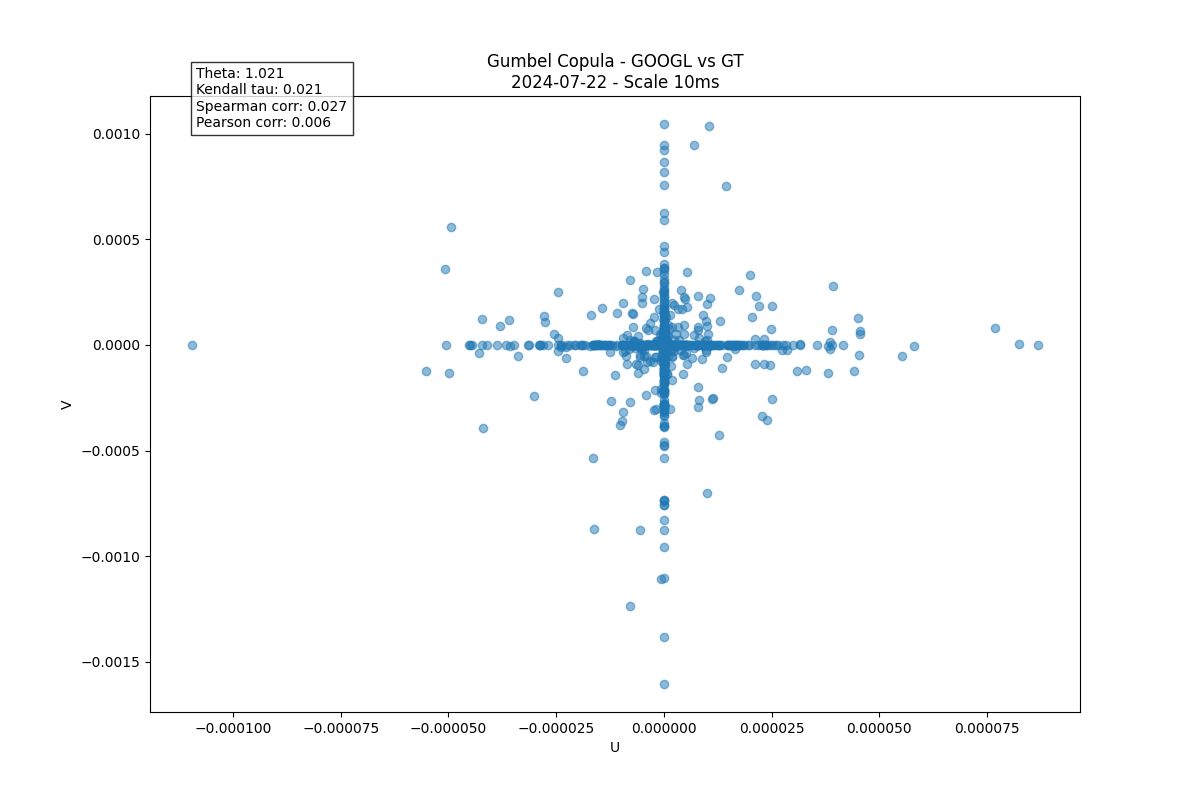 Gumbel Copula - GOOGL vs GT
2024-07-22 - Scale 10ms
Theta: 1.021
Kendall tau: 0.021
Spearman corr: 0.027
Pearson corr: 0.006
0.0010
0.0005
0.0000
−0.0005
−0.0010
−0.0015
V
−0.000100
−0.000075
−0.000050
−0.000025
0.000000
0.000025
0.000050
0.000075
U